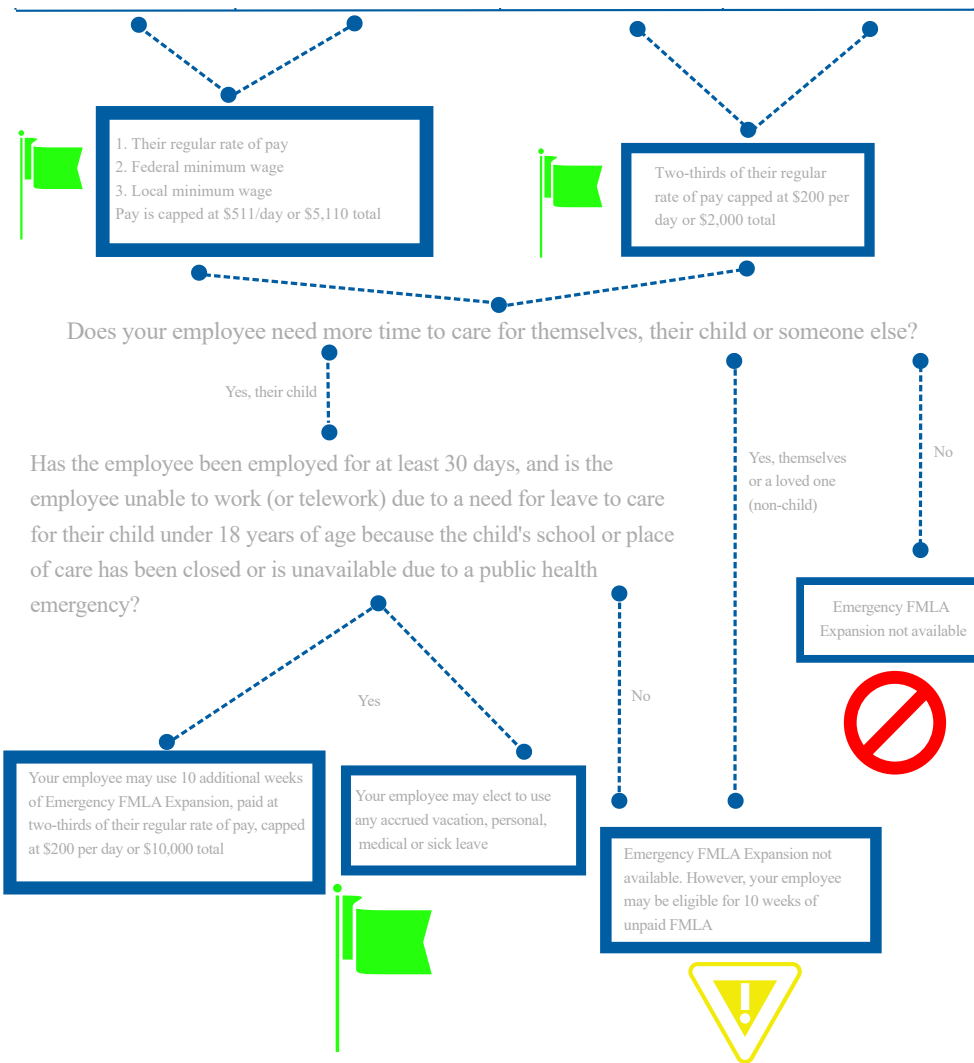 1. Their regular rate of pay
2. Federal minimum wage
3. Local minimum wage
Pay is capped at $511/day or $5,110 total
Two-thirds of their regular
rate of pay capped at $200 per
day or $2,000 total
Does your employee need more time to care for themselves, their child or someone else?
Yes, their child
Yes, themselves
or a loved one
(non-child)
No
Has the employee been employed for at least 30 days, and is the
employee unable to work (or telework) due to a need for leave to care
for their child under 18 years of age because the child's school or place
of care has been closed or is unavailable due to a public health
emergency?
Emergency FMLA
Expansion not available
Yes
No
Your employee may use 10 additional weeks
of Emergency FMLA Expansion, paid at
two-thirds of their regular rate of pay, capped
at $200 per day or $10,000 total
Your employee may elect to use
any accrued vacation, personal,
medical or sick leave
Emergency FMLA Expansion not
available. However, your employee
may be eligible for 10 weeks of
unpaid FMLA